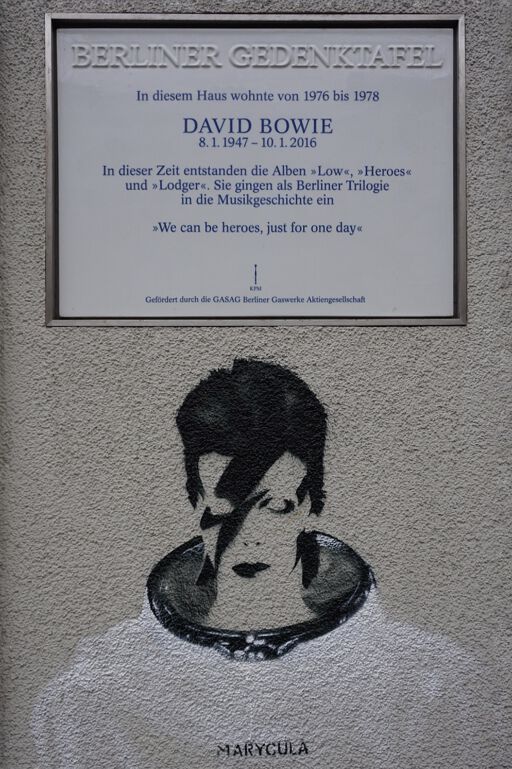 BERLINER GEDENKTAFEL
In diesem Haus wohnte von 1976 bis 1978
DAVID BOWIE
8. 1. 1947 – 10. 1. 2016
In dieser Zeit entstanden die Alben »Low«, »Heroes«
und »Lodger«. Sie gingen als Berliner Trilogie
in die Musikgeschichte ein
»We can be heroes, just for one day«
KPM
Gefördert durch die GASAG Berliner Gaswerke Aktiengesellschaft
MARYCULA